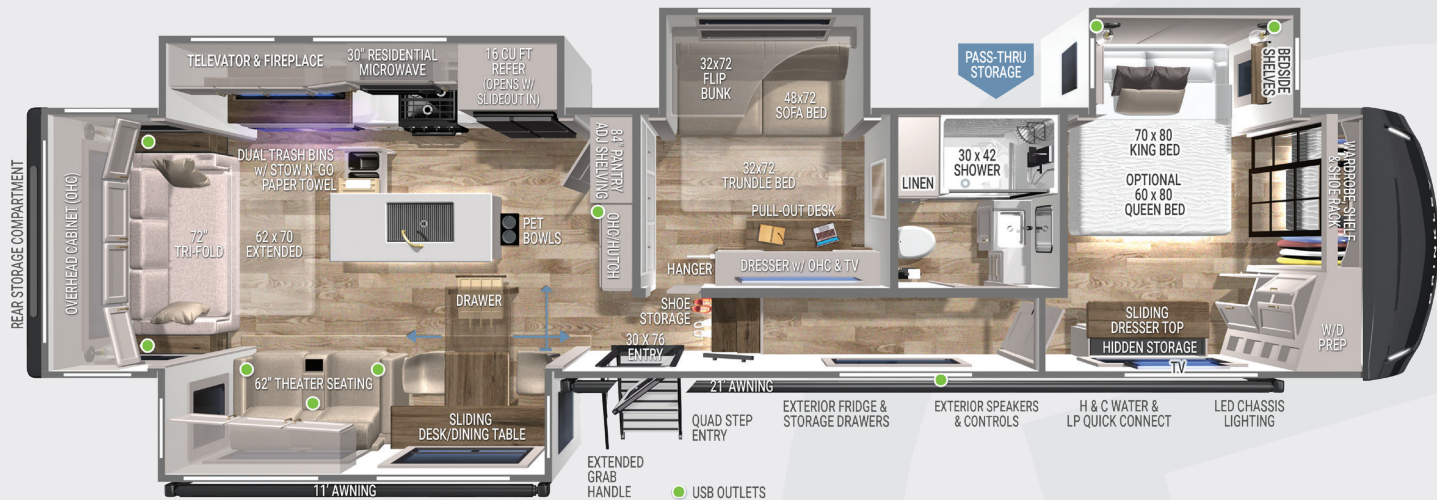 TELEVATOR & FIREPLACE
30" RESIDENTIAL
MICROWAVE
16 CU FT
REFER
(OPENS W/
SLIDEOUT IN)
32x72
FLIP
BUNK
48x72
SOFA BED
PASS-THRU
STORAGE
BEDSIDE
SHELVES
REAR STORAGE COMPARTMENT
OVERHEAD CABINET (OHC)
72"
TRI-FOLD
62 x 70
EXTENDED
DUAL TRASH BINS
w/ STOW N' GO
PAPER TOWEL
PET
BOWLS
84" PANTRY
ADJ SHELVING
OHC/HUTCH
32x72
TRUNDLE BED
PULL-OUT DESK
HANGER
DRESSER w/ OHC & TV
LINEN
30 x 42
SHOWER
70 x 80
KING BED
OPTIONAL
60 x 80
QUEEN BED
WARDROBE-SHELF
& SHOE RACK
BRINKLEY
DRAWER
SHOE
STORAGE
30 X 76
ENTRY
SLIDING
DRESSER TOP
HIDDEN STORAGE
TV
W/D
PREP
62" THEATER SEATING
SLIDING
DESK/DINING TABLE
21' AWNING
QUAD STEP
ENTRY
EXTERIOR FRIDGE &
STORAGE DRAWERS
EXTERIOR SPEAKERS
& CONTROLS
H & C WATER &
LP QUICK CONNECT
LED CHASSIS
LIGHTING
EXTENDED
GRAB
HANDLE
11' AWNING
USB OUTLETS